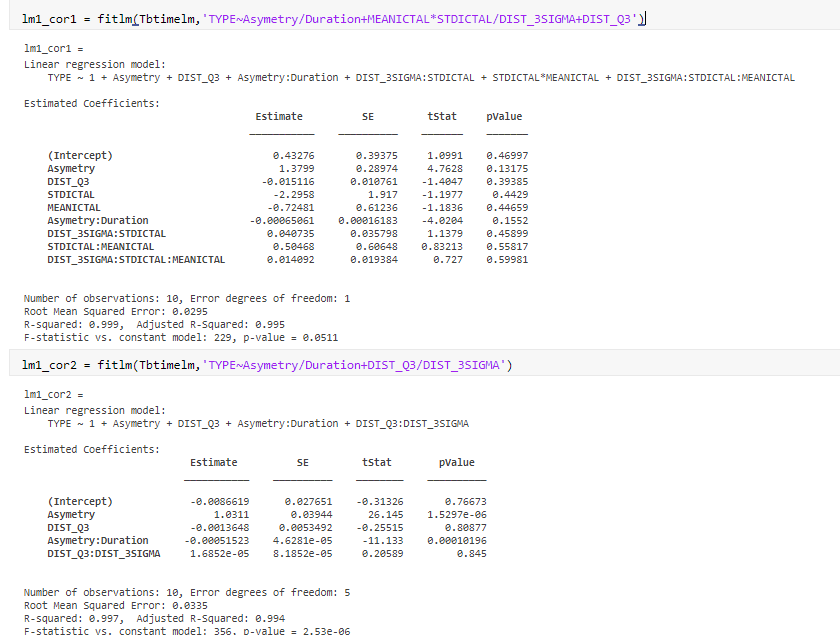 lm1_cor1 = fitlm(Tbtimelm,'TYPE~Asymetry/Duration+MEANICTAL*STDICTAL/DIST_3SIGMA+DIST_Q3')
lm1_cor1 =
Linear regression model:
TYPE ~ 1 + Asymetry + DIST_Q3 + Asymetry:Duration + DIST_3SIGMA:STDICTAL + STDICTAL*MEANICTAL + DIST_3SIGMA:STDICTAL:MEANICTAL
Estimated Coefficients:
Estimate SE tStat pValue
(Intercept) 0.43276 0.39375 1.0991 0.46997
Asymetry 1.3799 0.28974 4.7628 0.13175
DIST_Q3 -0.015116 0.010761 -1.4047 0.39385
STDICTAL -2.2958 1.917 -1.1977 0.4429
MEANICTAL -0.72481 0.61236 -1.1836 0.44659
Asymetry:Duration -0.00065061 0.00016183 -4.0204 0.1552
DIST_3SIGMA:STDICTAL 0.040735 0.035798 1.1379 0.45899
STDICTAL:MEANICTAL 0.50468 0.60648 0.83213 0.55817
DIST_3SIGMA:STDICTAL:MEANICTAL 0.014092 0.019384 0.727 0.59981
Number of observations: 10, Error degrees of freedom: 1
Root Mean Squared Error: 0.0295
R-squared: 0.999, Adjusted R-Squared: 0.995
F-statistic vs. constant model: 229, p-value = 0.0511
lm1_cor2 = fitlm(Tbtimelm,'TYPE~Asymetry/Duration+DIST_Q3/DIST_3SIGMA')
lm1_cor2 =
Linear regression model:
TYPE ~ 1 + Asymetry + DIST_Q3 + Asymetry:Duration + DIST_Q3:DIST_3SIGMA
Estimated Coefficients:
Estimate SE tStat pValue
(Intercept) -0.0086619 0.027651 -0.31326 0.76673
Asymetry 1.0311 0.03944 26.145 1.5297e-06
DIST_Q3 -0.0013648 0.0053492 -0.25515 0.80877
Asymetry:Duration -0.00051523 4.6281e-05 -11.133 0.00010196
DIST_Q3:DIST_3SIGMA 1.6852e-05 8.1852e-05 0.20589 0.845
Number of observations: 10, Error degrees of freedom: 5
Root Mean Squared Error: 0.0335
R-squared: 0.997, Adjusted R-Squared: 0.994
F-statistic vs. constant model: 356, p-value = 2.53e-06